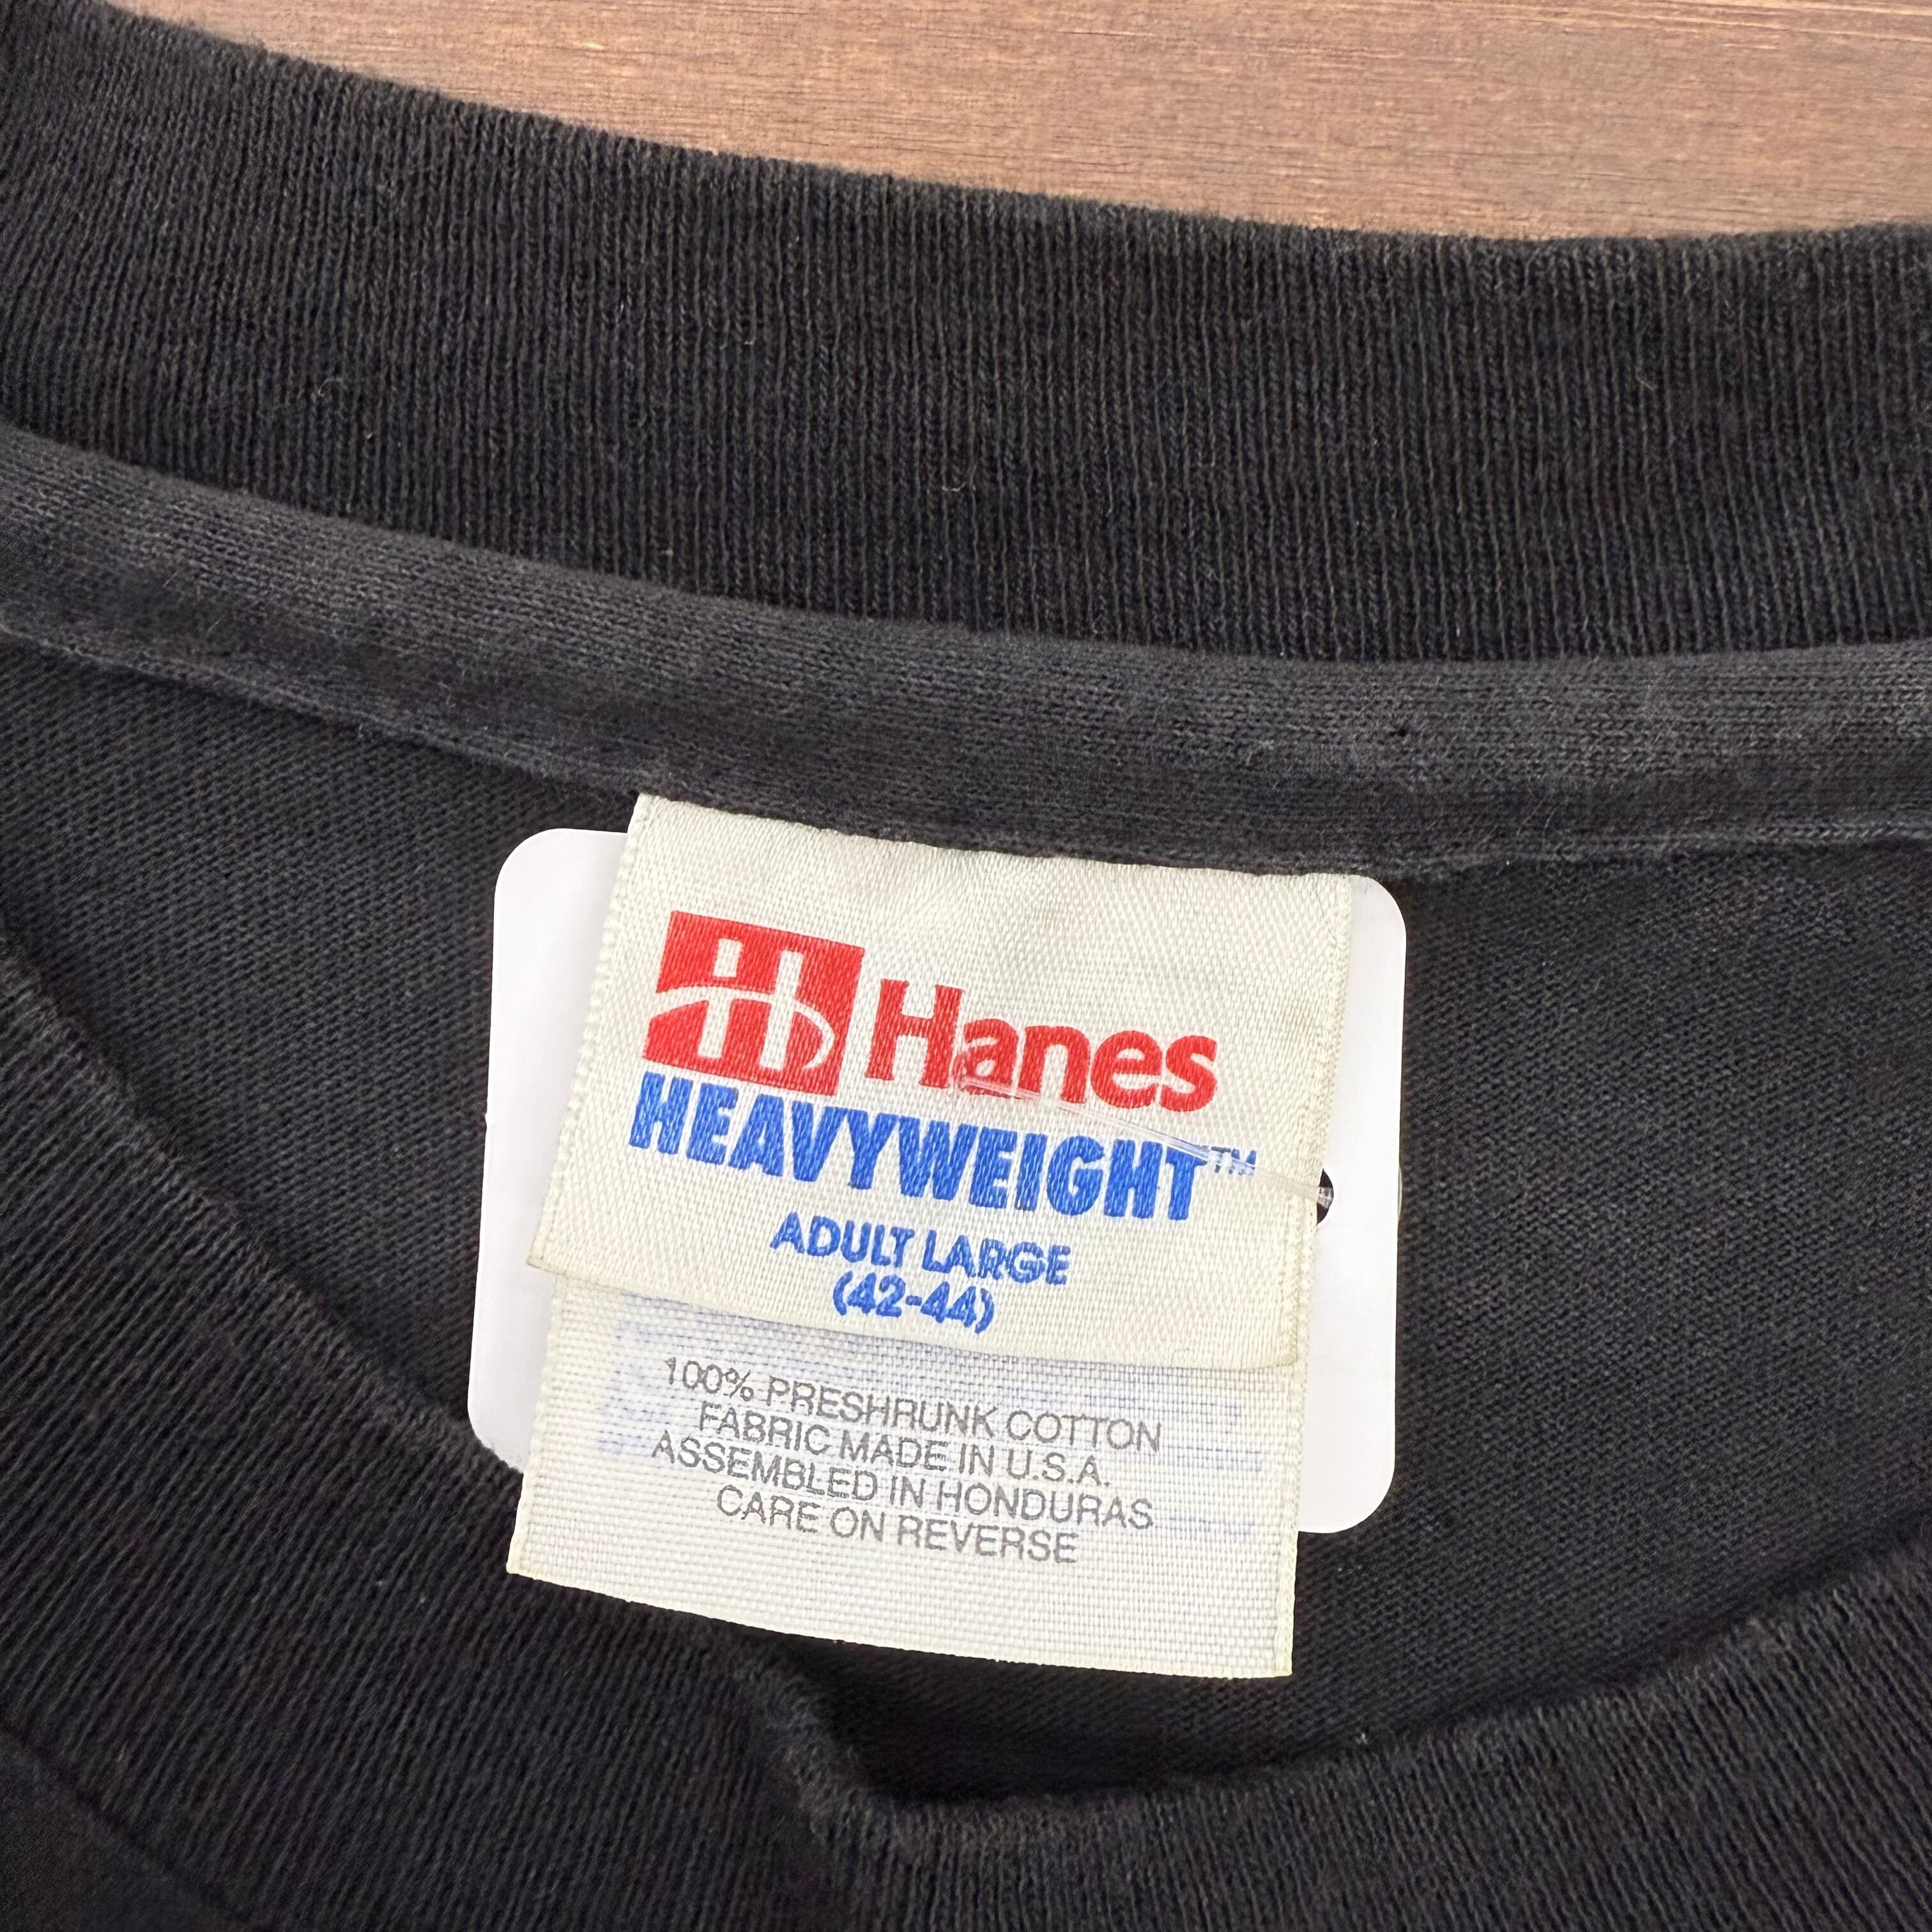 H Hanes
HEAVYWEIGHT™
ADULT LARGE
(42-44)
100% PRESHRUNK COTTON
FABRIC MADE IN U.S.A.
ASSEMBLED IN HONDURAS
CARE ON REVERSE